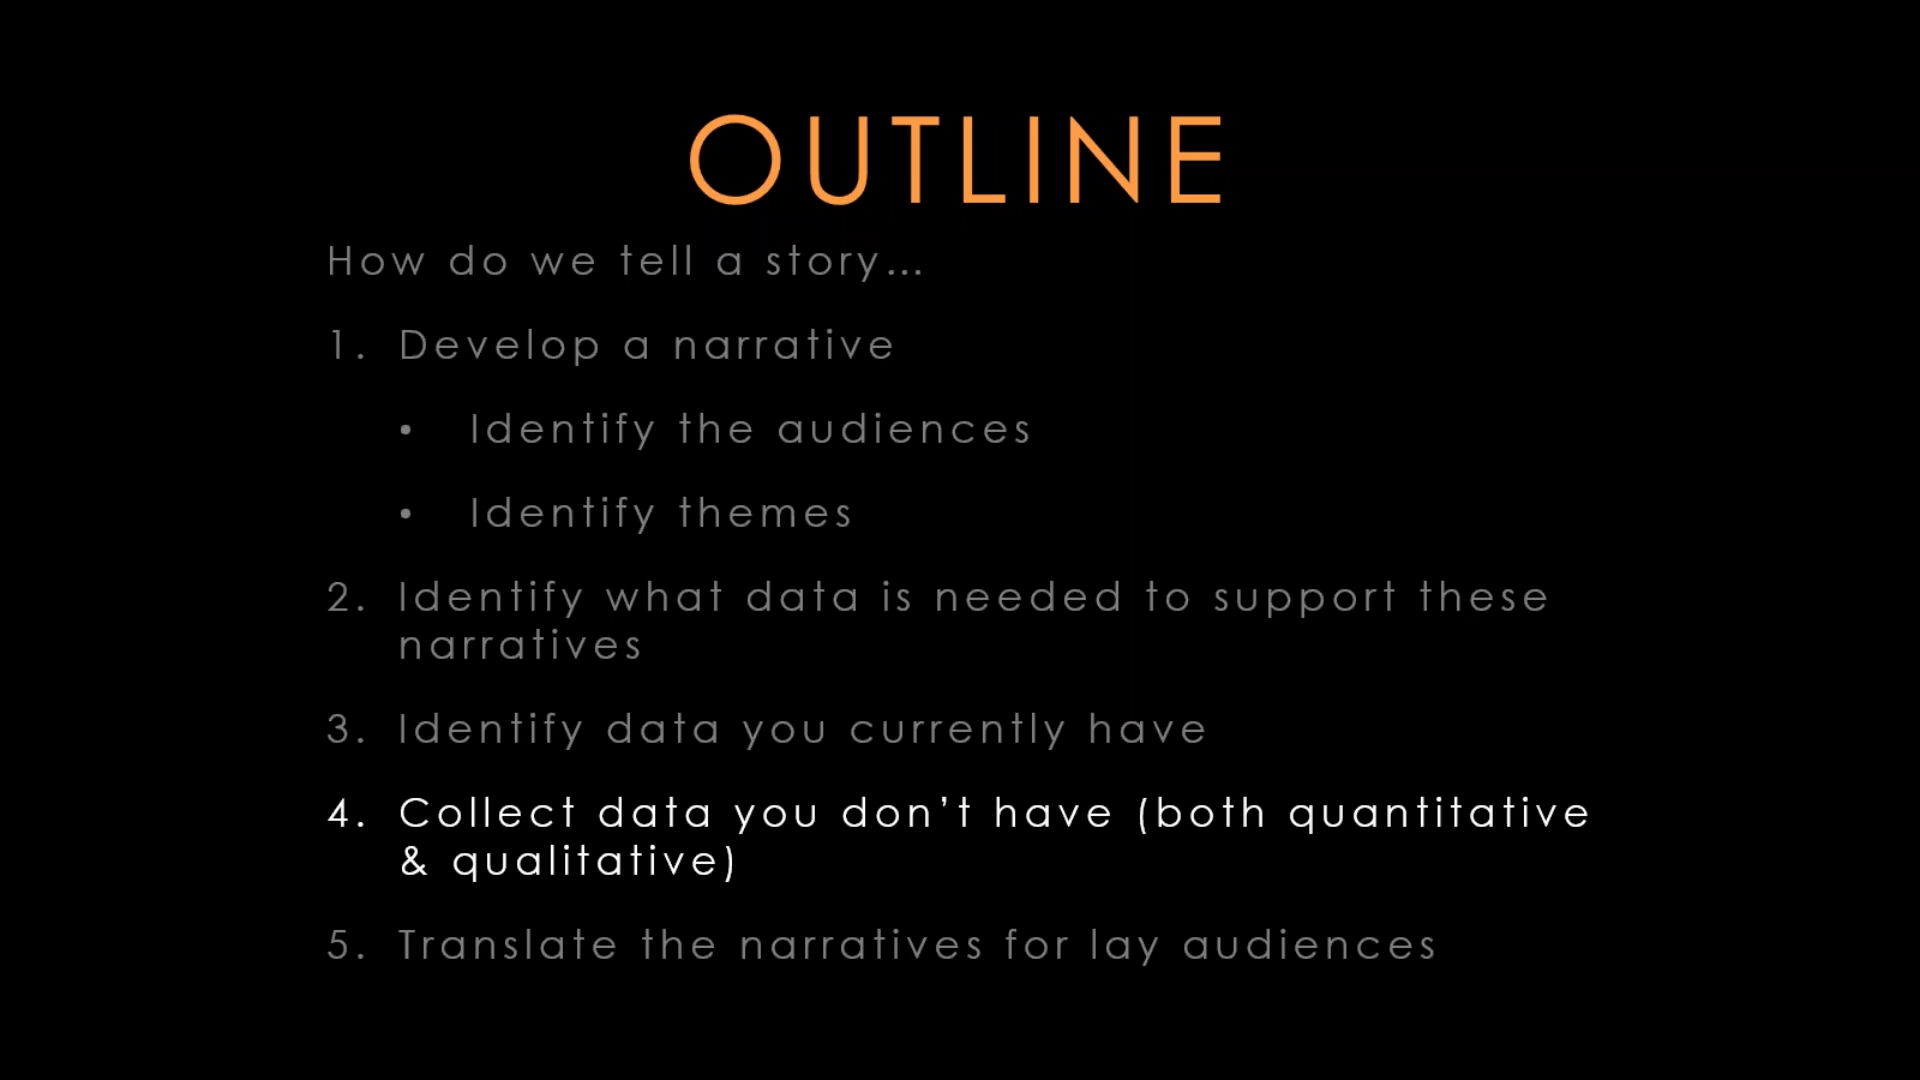 OUTLINE
How do we tell a story...
1. Develop a narrative
• Identify the audiences
• Identify themes
2. Identify what data is needed to support these
narratives
3. Identify data you currently have
4. Collect data you don’t have (both quantitative
& qualitative)
5. Translate the narratives for lay audiences